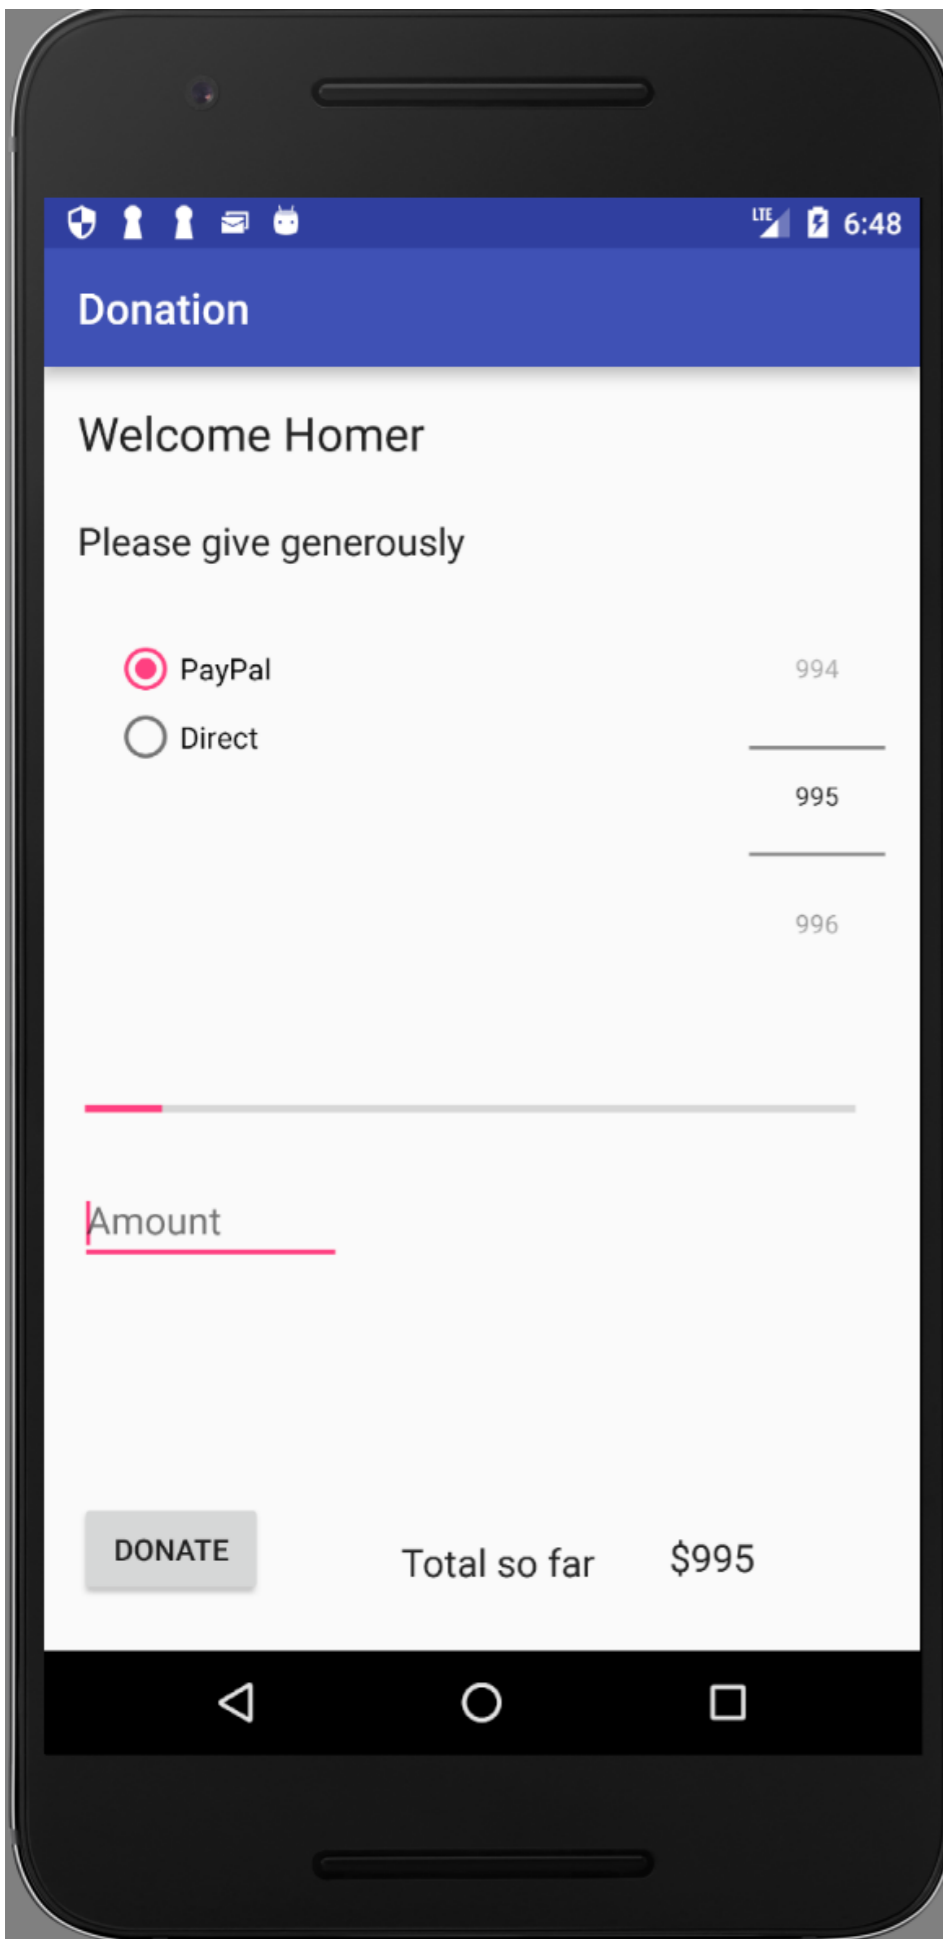 LTE 6:48
Donation
Welcome Homer
Please give generously
PayPal
Direct
994
995
996
Amount
DONATE Total so far $995